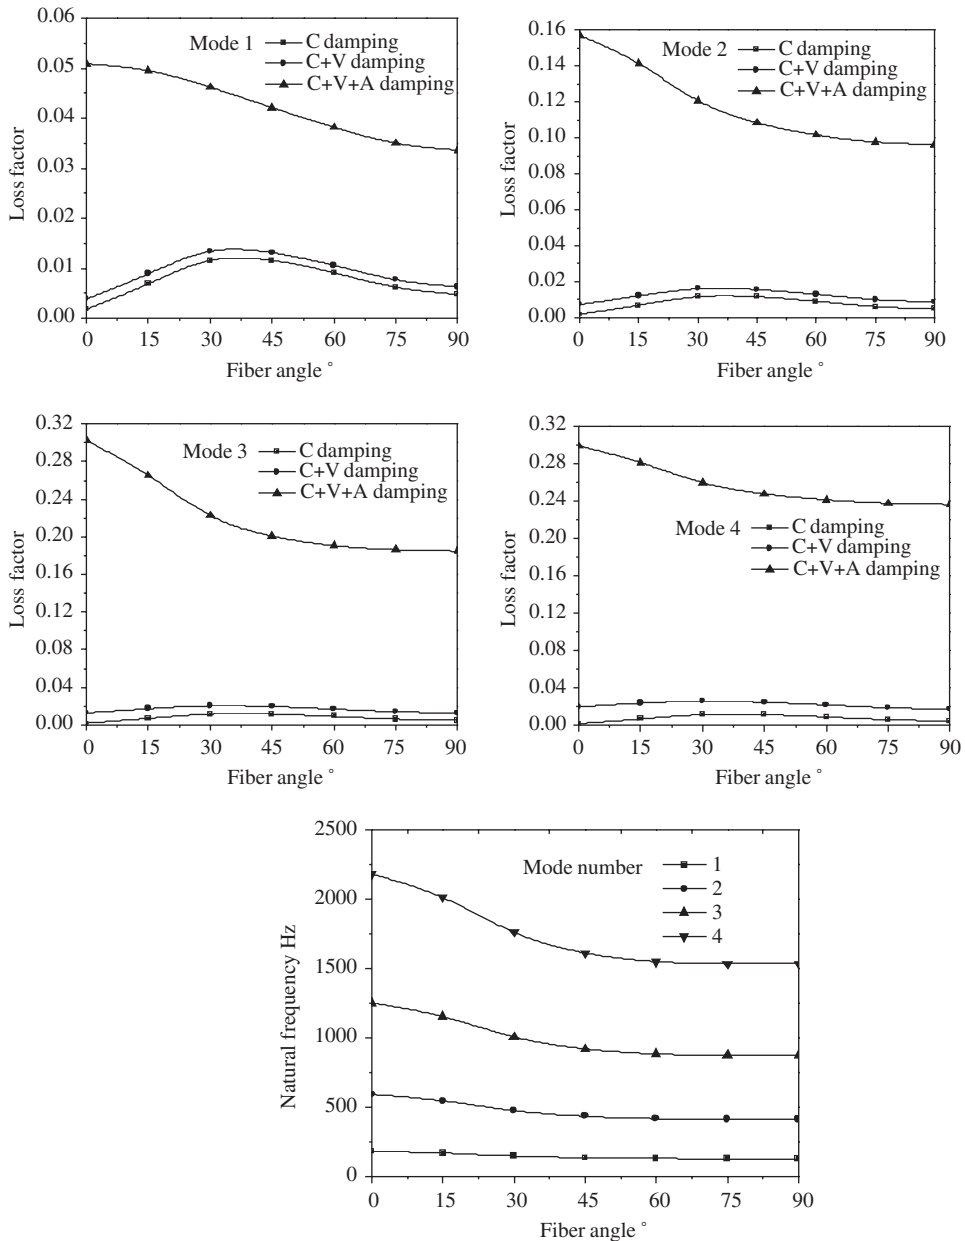 Mode 1
C damping
C+V damping
C+V+A damping
Loss factor
0.06
0.05
0.04
0.03
0.02
0.01
0.00
0 15 30 45 60 75 90
Fiber angle °
Mode 2
C damping
C+V damping
C+V+A damping
Loss factor
0.16
0.14
0.12
0.10
0.08
0.06
0.04
0.02
0.00
0 15 30 45 60 75 90
Fiber angle °
Mode 3
C damping
C+V damping
C+V+A damping
Loss factor
0.32
0.28
0.24
0.20
0.16
0.12
0.08
0.04
0.00
0 15 30 45 60 75 90
Fiber angle °
Mode 4
C damping
C+V damping
C+V+A damping
Loss factor
0.32
0.28
0.24
0.20
0.16
0.12
0.08
0.04
0.00
0 15 30 45 60 75 90
Fiber angle °
Mode number
1
2
3
4
Natural frequency Hz
2500
2000
1500
1000
500
0
0 15 30 45 60 75 90
Fiber angle °